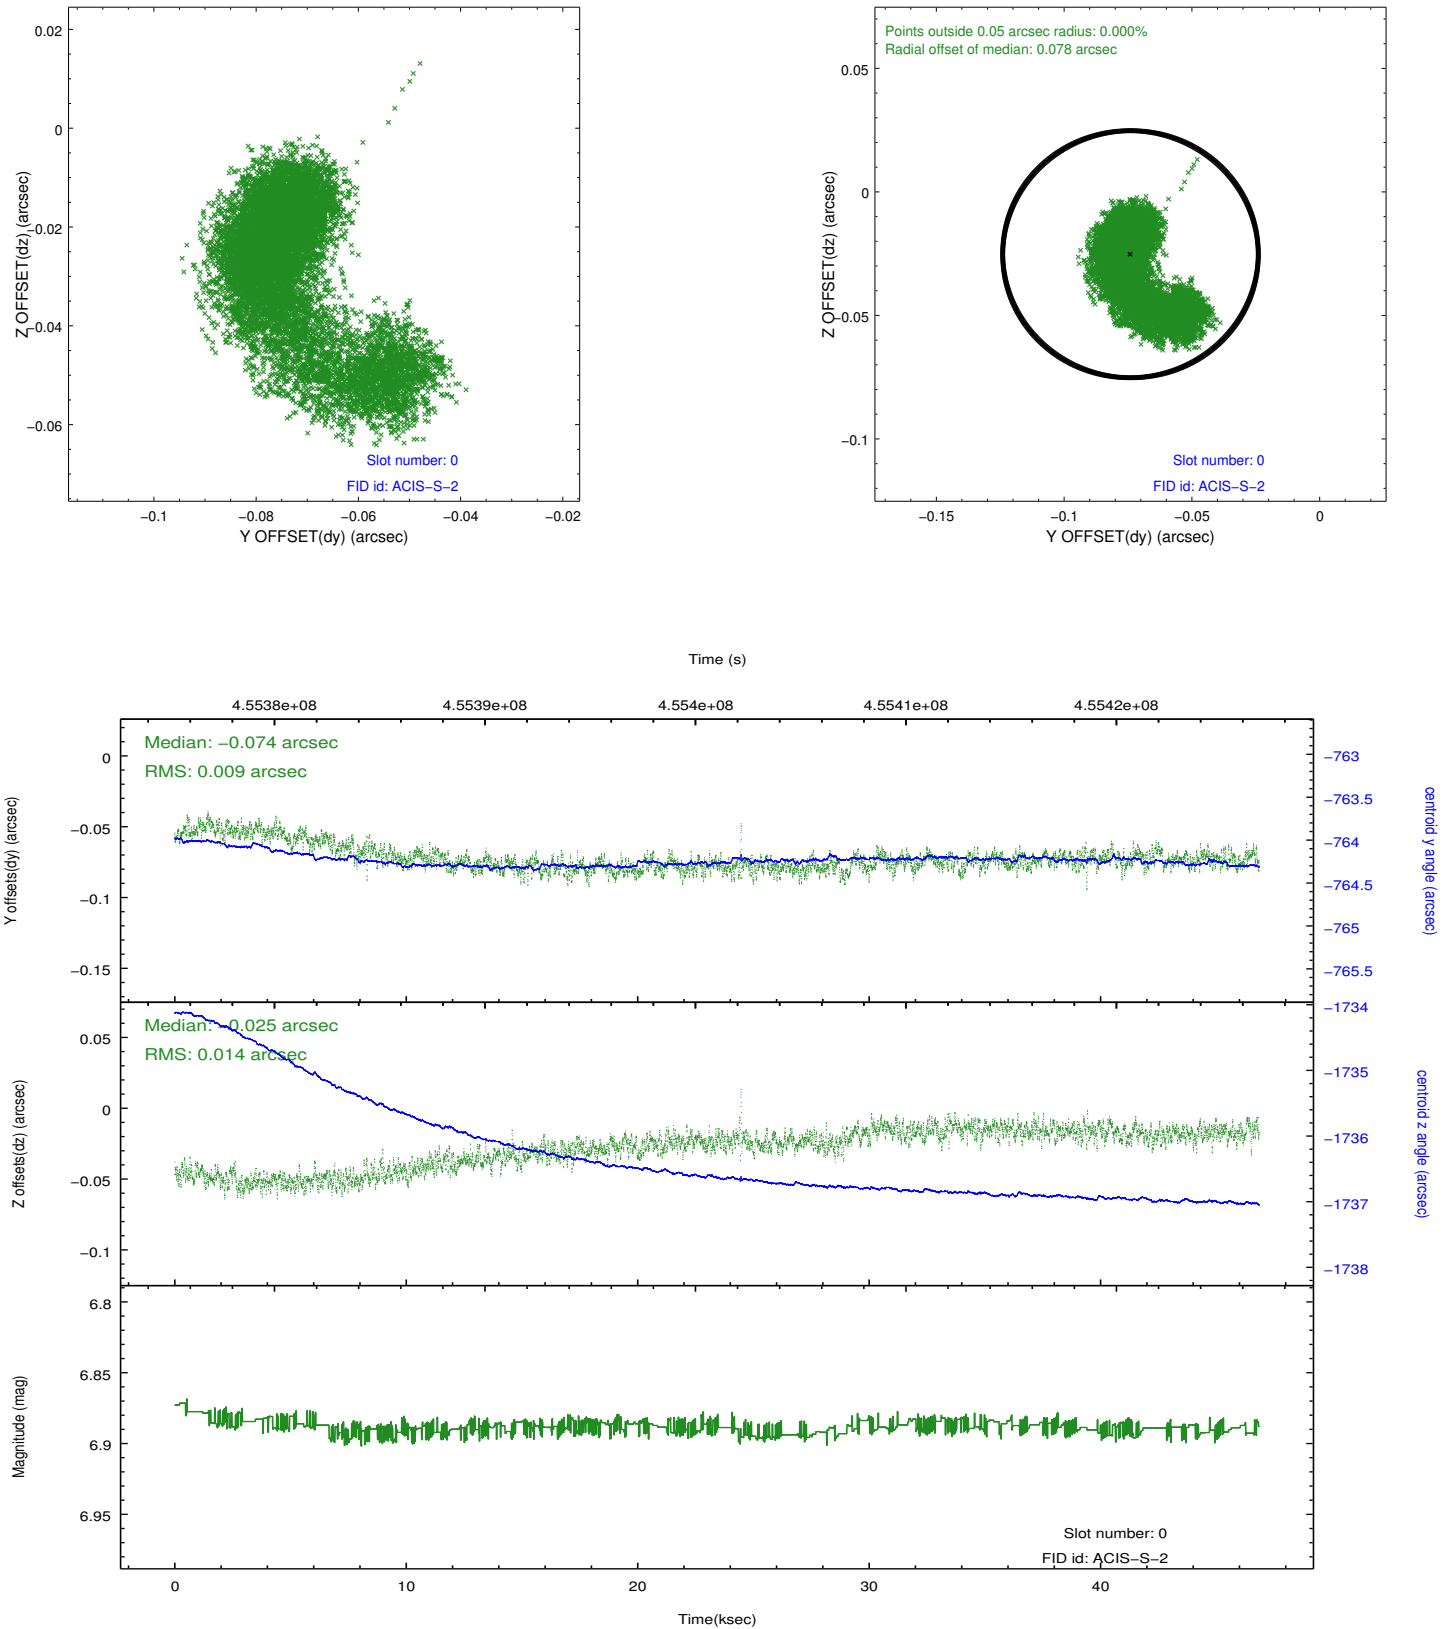 0.02
0
−0.02
−0.04
−0.06
Z OFFSET(dz) (arcsec)
Slot number: 0
FID id: ACIS−S−2
−0.1
−0.08
−0.06
−0.04
−0.02
Y OFFSET(dy) (arcsec)
Points outside 0.05 arcsec radius: 0.000%
Radial offset of median: 0.078 arcsec
0.05
0
−0.05
−0.1
Z OFFSET(dz) (arcsec)
Slot number: 0
FID id: ACIS−S−2
−0.15
−0.1
−0.05
0
Y OFFSET(dy) (arcsec)
Time (s)
4.5538e+08
4.5539e+08
4.554e+08
4.5541e+08
4.5542e+08
Median: −0.074 arcsec
RMS: 0.009 arcsec
0
−0.05
−0.1
−0.15
Y offsets(dy) (arcsec)
−763
−763.5
−764
−764.5
−765
−765.5
centroid y angle (arcsec)
Median: −0.025 arcsec
RMS: 0.014 arcsec
0.05
0
−0.05
−0.1
Z offsets(dz) (arcsec)
−1734
−1735
−1736
−1737
−1738
centroid z angle (arcsec)
6.8
6.85
6.9
6.95
Magnitude (mag)
Slot number: 0
FID id: ACIS−S−2
0
10
20
30
40
Time(ksec)